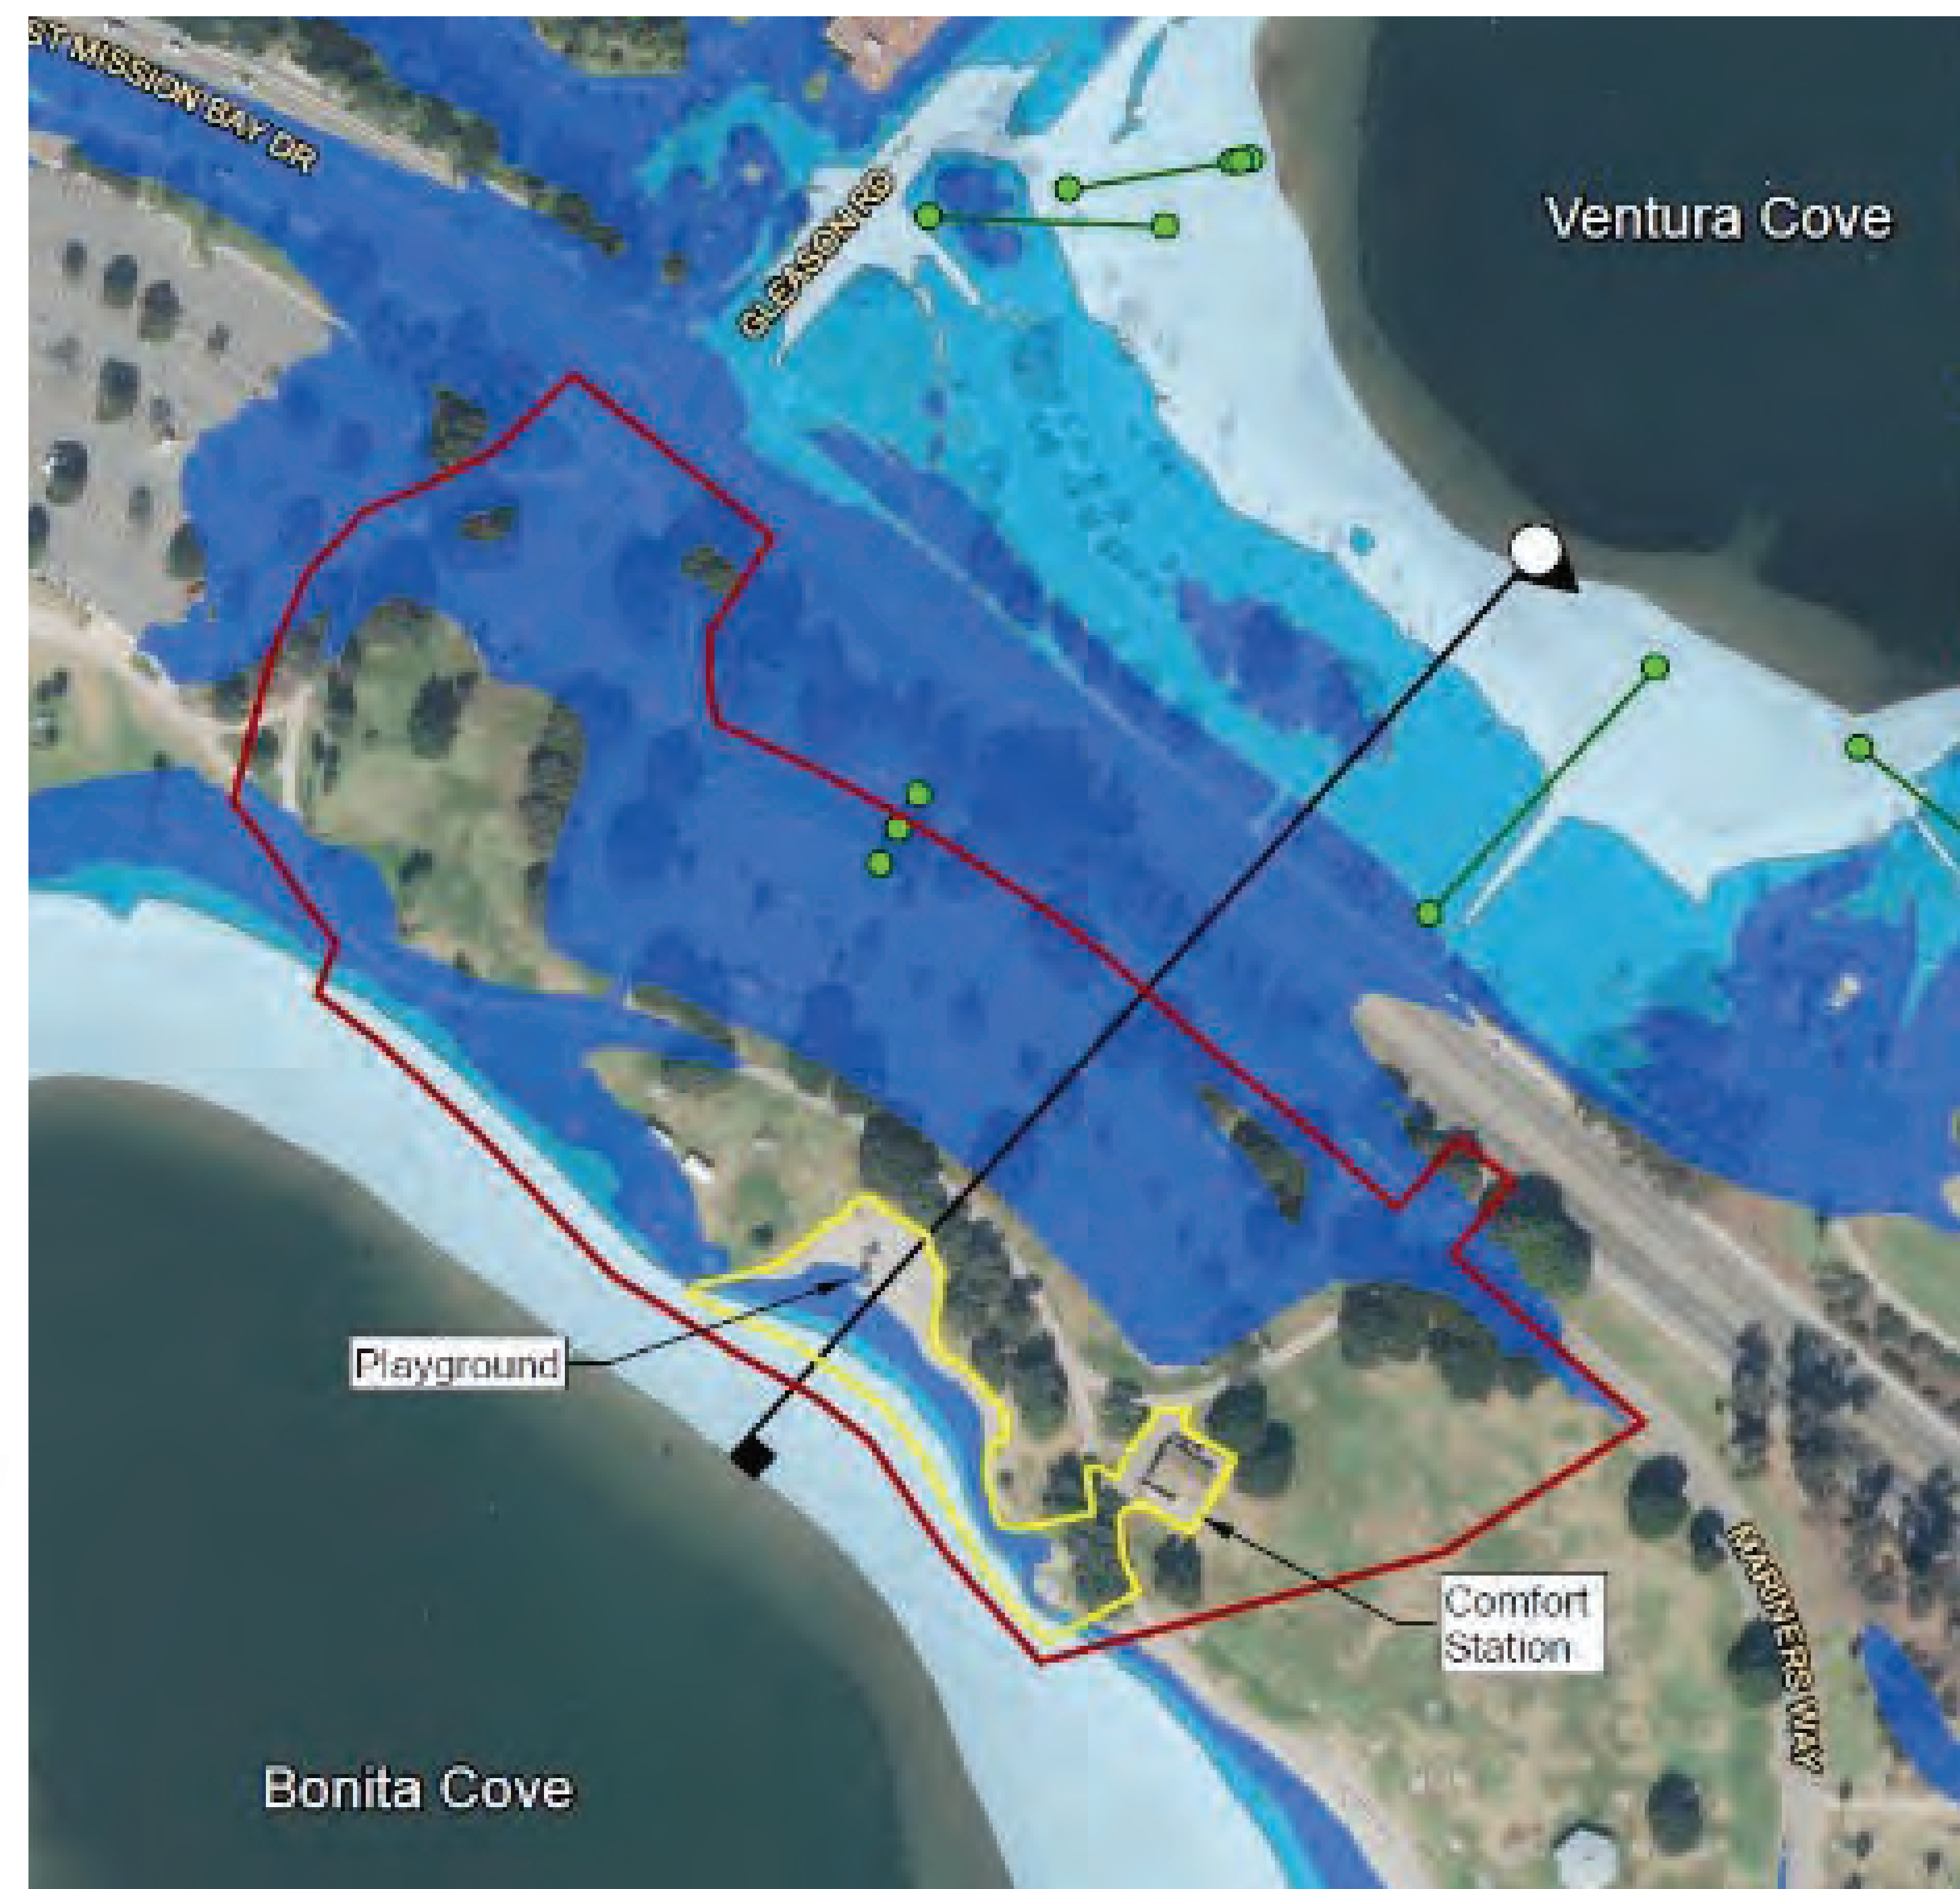 ST MISSION BAY DR
GLEASON RD
Ventura Cove
Playground
Comfort
Station
MARINERS WAY
Bonita Cove